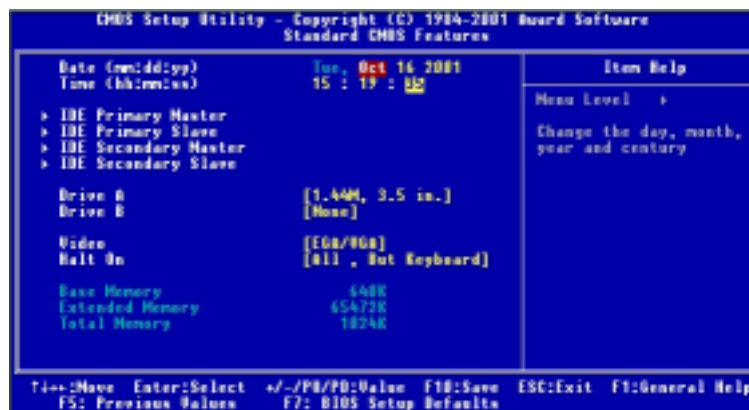 CMOS Setup Utility - Copyright (C) 1984-2001 Award Software
Standard CMOS Features
Date (mm:dd:yy) Tue, Oct 16 2001
Time (hh:mm:ss) 15 : 19 :
Item Help
Menu Level
Change the day, month,
year and century
IDE Primary Master
IDE Primary Slave
IDE Secondary Master
IDE Secondary Slave
Drive A [1.44M, 3.5 in.]
Drive B [None]
Video [EGA/VGA]
Halt On [All , But Keyboard]
Base Memory 640K
Extended Memory 65472K
Total Memory 1024K
↑↓→←:Move Enter:Select +/-/PU/PD:Value F10:Save ESC:Exit F1:General Help
F5: Previous Values F7: BIOS Setup Defaults